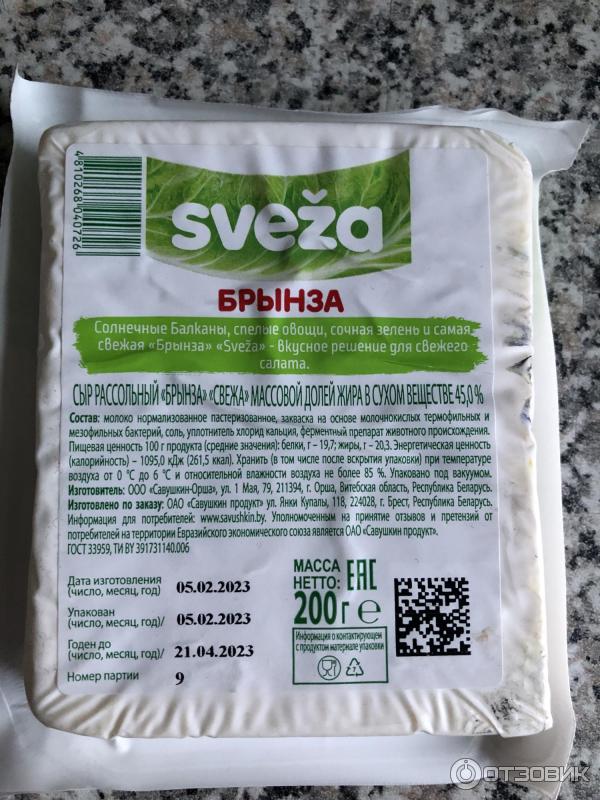 4810268040726
sveža
БРЫНЗА
Солнечные Балканы, спелые овощи, сочная зелень и самая
свежая «Брынза» «Sveža» - вкусное решение для свежего
салата.
СЫР РАССОЛЬНЫЙ «БРЫНЗА» «СВЕЖА» МАССОВОЙ ДОЛЕЙ ЖИРА В СУХОМ ВЕЩЕСТВЕ 45,0 %
Состав: молоко нормализованное пастеризованное, закваска на основе молочнокислых термофильных и
мезофильных бактерий, соль, уплотнитель хлорид кальция, ферментный препарат животного происхождения.
Пищевая ценность 100 г продукта (средние значения): белки, г – 19,7; жиры, г – 20,3. Энергетическая ценность
(калорийность) – 1095,0 кДж (261,5 ккал). Хранить (в том числе после вскрытия упаковки) при температуре
воздуха от 0 °С до 6 °С и относительной влажности воздуха не более 85 %. Упаковано под вакуумом.
Изготовитель: ООО «Савушкин-Орша», ул. 1 Мая, 79, 211394, г. Орша, Витебская область, Республика Беларусь.
Изготовлено по заказу: ОАО «Савушкин продукт» ул. Янки Купалы, 118, 224028, г. Брест, Республика Беларусь.
Информация для потребителей: www.savushkin.by. Уполномоченным на принятие отзывов и претензий от
потребителей на территории Евразийского экономического союза является ОАО «Савушкин продукт».
ГОСТ 33959, ТИ BY 391731140.006
Дата изготовления
(число, месяц, год) 05.02.2023
Упакован
(число, месяц, год)/ 05.02.2023
Годен до
(число, месяц, год)/ 21.04.2023
Номер партии 9
МАССА
НЕТТО: ЕАС
200 г e
Информация о контактирующем
с продуктом материале упаковки
7
ОТЗОВИК